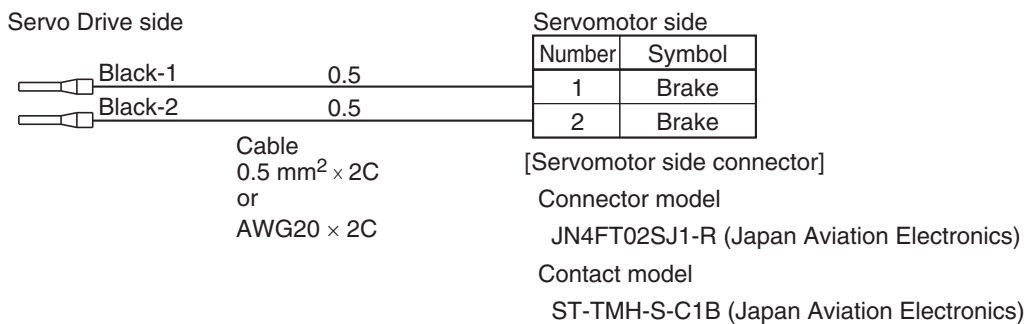 Servo Drive side
Servomotor side
Number Symbol
Black-1 0.5 1 Brake
Black-2 0.5 2 Brake
Cable
0.5 mm² × 2C
or
AWG20 × 2C
[Servomotor side connector]
Connector model
JN4FT02SJ1-R (Japan Aviation Electronics)
Contact model
ST-TMH-S-C1B (Japan Aviation Electronics)